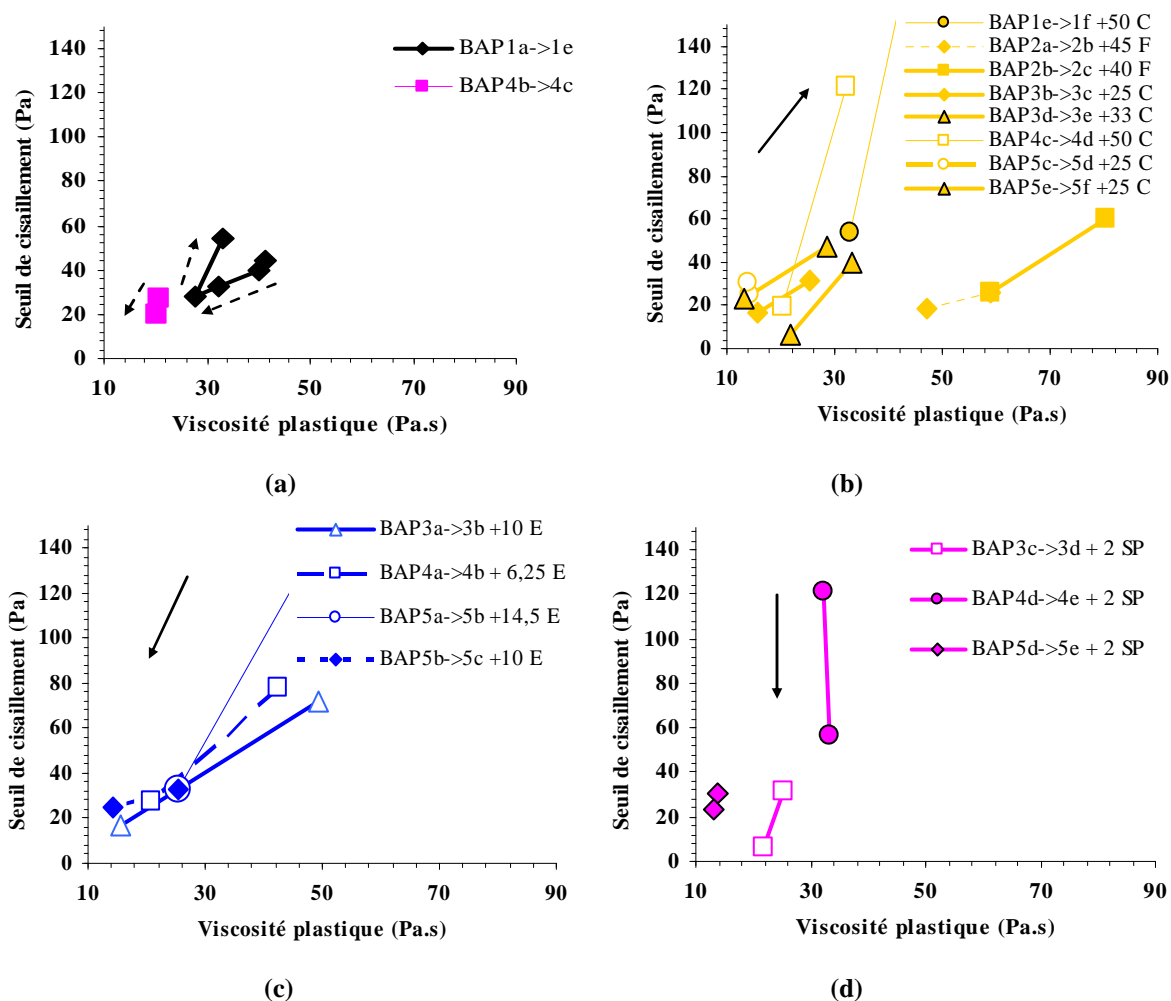 140
120
100
80
60
40
20
0
10 30 50 70 90
Seuil de cisaillement (Pa)
Viscosité plastique (Pa.s)
BAP1a->1e
BAP4b->4c
(a)
140
120
100
80
60
40
20
0
10 30 50 70 90
Seuil de cisaillement (Pa)
Viscosité plastique (Pa.s)
BAP1e->1f +50 C
BAP2a->2b +45 F
BAP2b->2c +40 F
BAP3b->3c +25 C
BAP3d->3e +33 C
BAP4c->4d +50 C
BAP5c->5d +25 C
BAP5e->5f +25 C
(b)
140
120
100
80
60
40
20
0
10 30 50 70 90
Seuil de cisaillement (Pa)
Viscosité plastique (Pa.s)
BAP3a->3b +10 E
BAP4a->4b + 6,25 E
BAP5a->5b +14,5 E
BAP5b->5c +10 E
(c)
140
120
100
80
60
40
20
0
10 30 50 70 90
Seuil de cisaillement (Pa)
Viscosité plastique (Pa.s)
BAP3c->3d + 2 SP
BAP4d->4e + 2 SP
BAP5d->5e + 2 SP
(d)